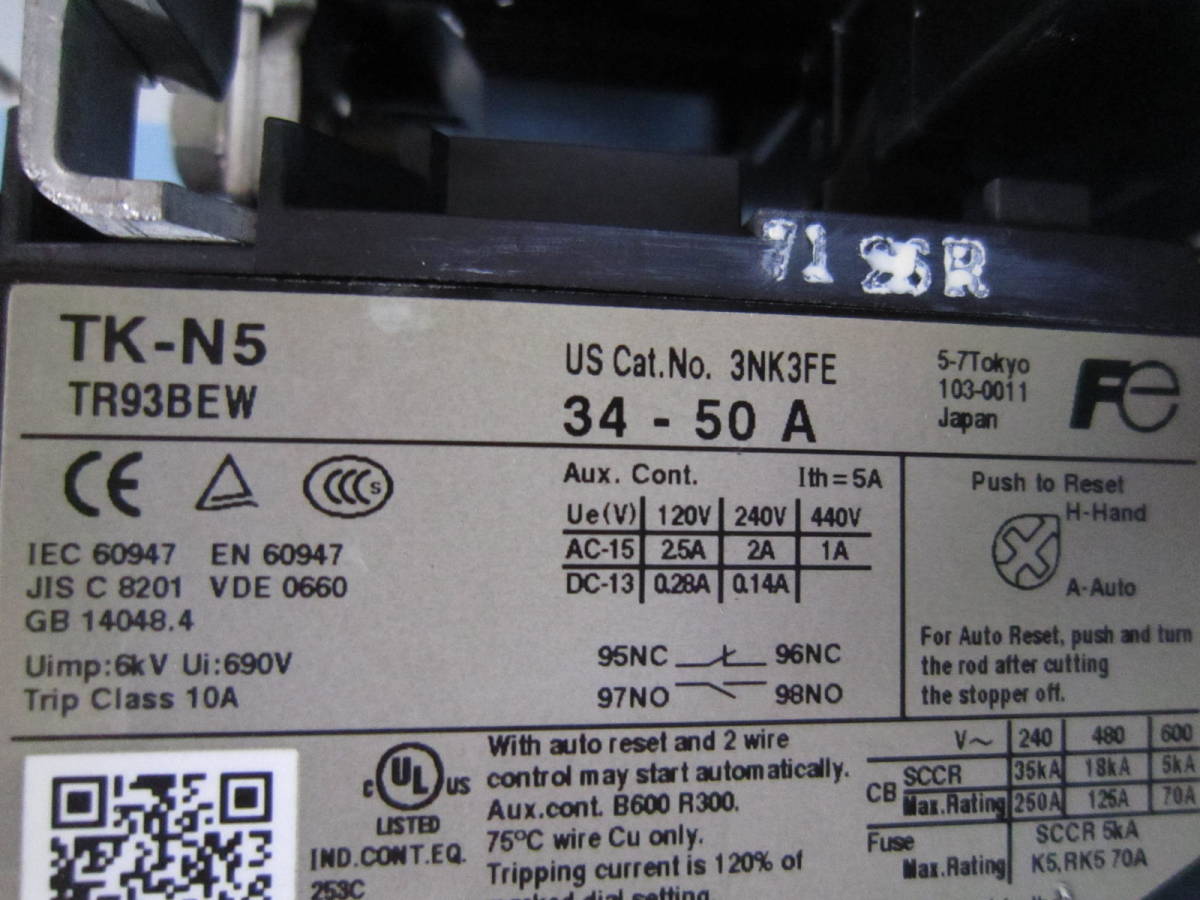 71 R
TK-N5
TR93BEW
US Cat.No. 3NK3FE
34 - 50 A
5-7Tokyo
103-0011
Japan
Fe
CE
CCC S
IEC 60947 EN 60947
JIS C 8201 VDE 0660
GB 14048.4
Uimp:6kV Ui:690V
Trip Class 10A
Aux. Cont. Ith=5A
Ue(V) 120V 240V 440V
AC-15 2.5A 2A 1A
DC-13 0.28A 0.14A
95NC 96NC
97NO 98NO
Push to Reset
H-Hand
A-Auto
For Auto Reset, push and turn
the rod after cutting
the stopper off.
c UL US
LISTED
IND.CONT.EQ.
253C
With auto reset and 2 wire
control may start automatically.
Aux.cont. B600 R300.
75°C wire Cu only.
Tripping current is 120% of
marked dial setting.
V~ 240 480 600
CB SCCR 35kA 18kA 5kA
Max.Rating 250A 125A 70A
Fuse SCCR 5kA
Max.Rating K5,RK5 70A